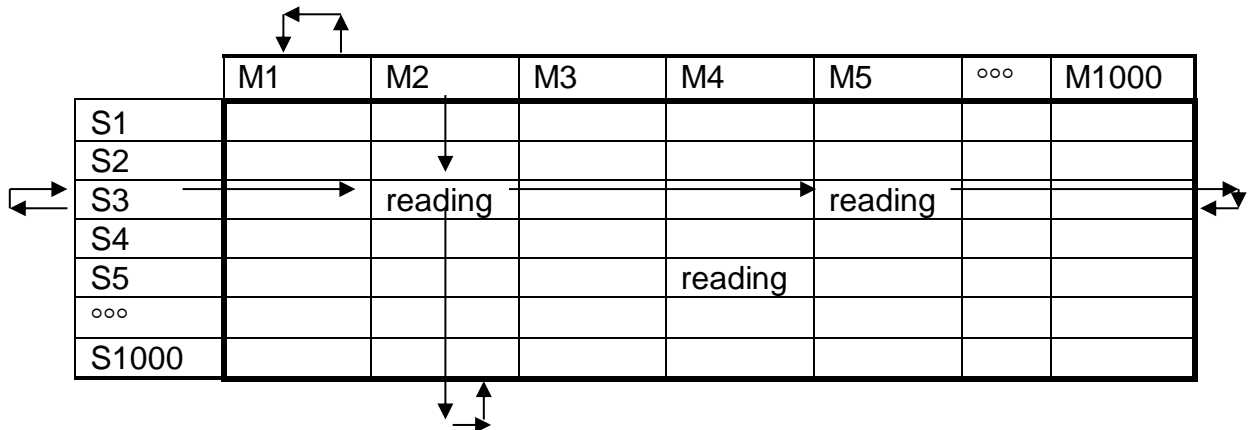 M1 M2 M3 M4 M5 °°° M1000
S1
S2
S3 reading reading
S4
S5 reading
°°°
S1000